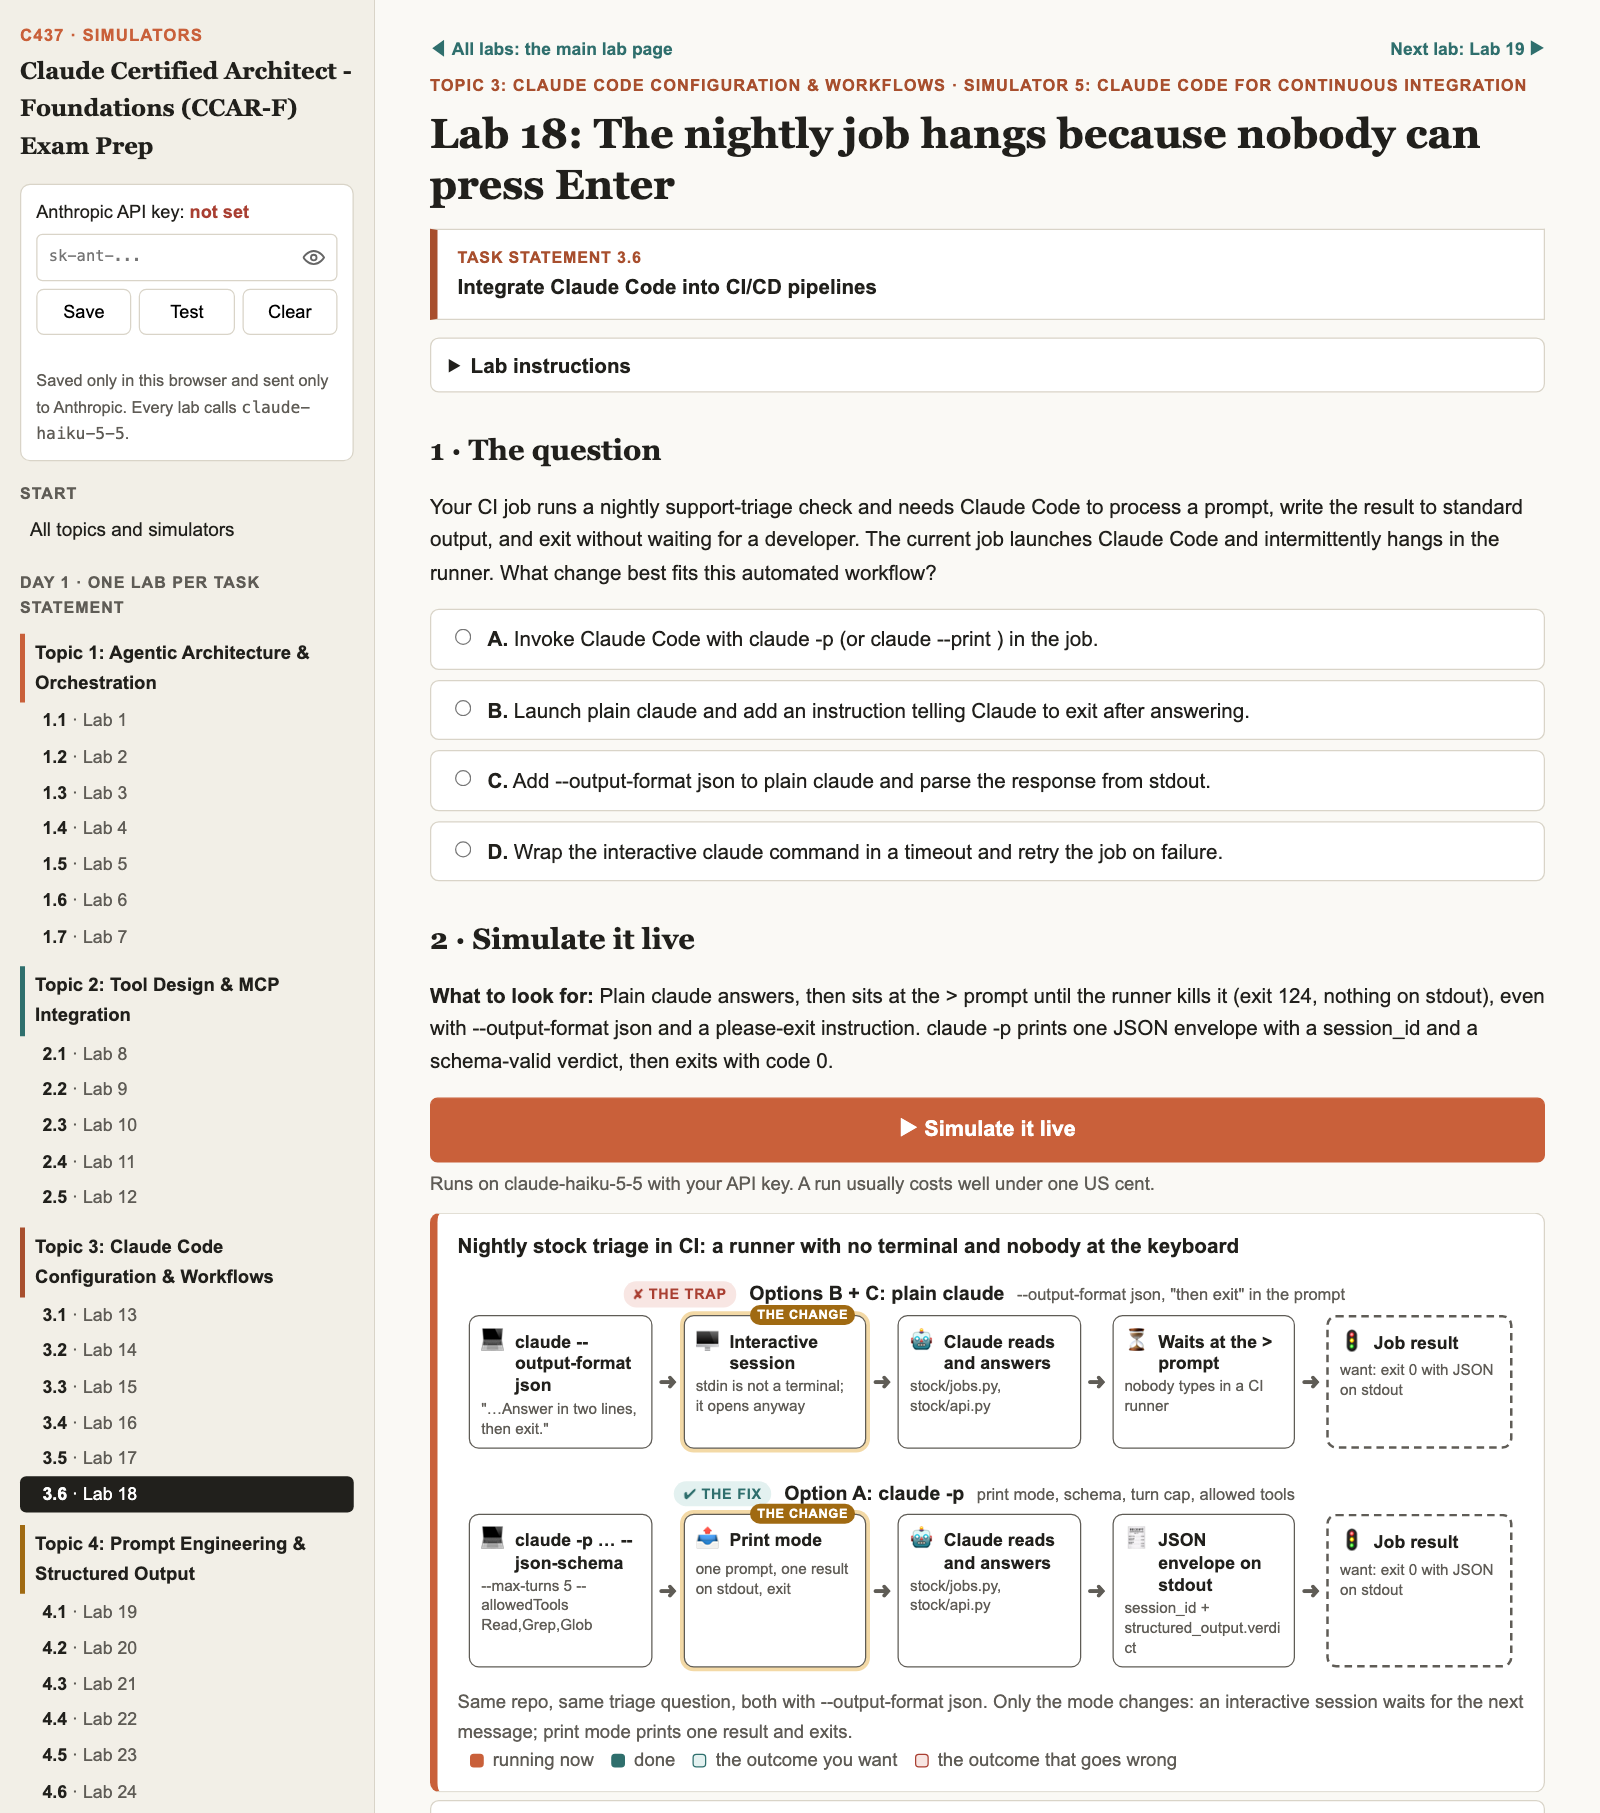 C437 · SIMULATORS
Claude Certified Architect -
Foundations (CCAR-F)
Exam Prep
Anthropic API key: not set
sk-ant-...
Save
Test
Clear
Saved only in this browser and sent only
to Anthropic. Every lab calls claude-
haiku-5-5.
START
All topics and simulators
DAY 1 · ONE LAB PER TASK
STATEMENT
Topic 1: Agentic Architecture &
Orchestration
1.1 · Lab 1
1.2 · Lab 2
1.3 · Lab 3
1.4 · Lab 4
1.5 · Lab 5
1.6 · Lab 6
1.7 · Lab 7
Topic 2: Tool Design & MCP
Integration
2.1 · Lab 8
2.2 · Lab 9
2.3 · Lab 10
2.4 · Lab 11
2.5 · Lab 12
Topic 3: Claude Code
Configuration & Workflows
3.1 · Lab 13
3.2 · Lab 14
3.3 · Lab 15
3.4 · Lab 16
3.5 · Lab 17
3.6 · Lab 18
Topic 4: Prompt Engineering &
Structured Output
4.1 · Lab 19
4.2 · Lab 20
4.3 · Lab 21
4.4 · Lab 22
4.5 · Lab 23
4.6 · Lab 24
◀ All labs: the main lab page
Next lab: Lab 19 ▶
TOPIC 3: CLAUDE CODE CONFIGURATION & WORKFLOWS · SIMULATOR 5: CLAUDE CODE FOR CONTINUOUS INTEGRATION
Lab 18: The nightly job hangs because nobody can
press Enter
TASK STATEMENT 3.6
Integrate Claude Code into CI/CD pipelines
▶ Lab instructions
1 · The question
Your CI job runs a nightly support-triage check and needs Claude Code to process a prompt, write the result to standard
output, and exit without waiting for a developer. The current job launches Claude Code and intermittently hangs in the
runner. What change best fits this automated workflow?
A. Invoke Claude Code with claude -p (or claude --print ) in the job.
B. Launch plain claude and add an instruction telling Claude to exit after answering.
C. Add --output-format json to plain claude and parse the response from stdout.
D. Wrap the interactive claude command in a timeout and retry the job on failure.
2 · Simulate it live
What to look for: Plain claude answers, then sits at the > prompt until the runner kills it (exit 124, nothing on stdout), even
with --output-format json and a please-exit instruction. claude -p prints one JSON envelope with a session_id and a
schema-valid verdict, then exits with code 0.
▶ Simulate it live
Runs on claude-haiku-5-5 with your API key. A run usually costs well under one US cent.
Nightly stock triage in CI: a runner with no terminal and nobody at the keyboard
✘ THE TRAP Options B + C: plain claude --output-format json, "then exit" in the prompt
claude --
output-format
json
"…Answer in two lines,
then exit."
THE CHANGE
Interactive
session
stdin is not a terminal;
it opens anyway
Claude reads
and answers
stock/jobs.py,
stock/api.py
Waits at the >
prompt
nobody types in a CI
runner
Job result
want: exit 0 with JSON
on stdout
✔ THE FIX Option A: claude -p print mode, schema, turn cap, allowed tools
claude -p … --
json-schema
--max-turns 5 --
allowedTools
Read,Grep,Glob
THE CHANGE
Print mode
one prompt, one result
on stdout, exit
Claude reads
and answers
stock/jobs.py,
stock/api.py
JSON
envelope on
stdout
session_id +
structured_output.verdi
ct
Job result
want: exit 0 with JSON
on stdout
Same repo, same triage question, both with --output-format json. Only the mode changes: an interactive session waits for the next
message; print mode prints one result and exits.
running now done the outcome you want the outcome that goes wrong